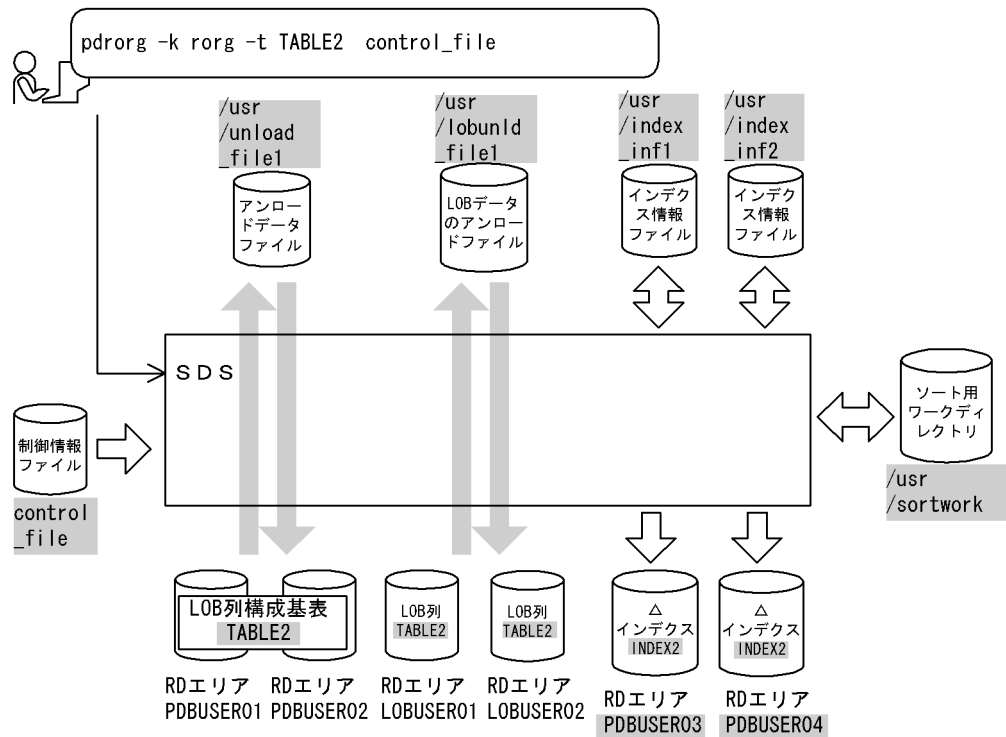 pdrorg -k rorg -t TABLE2  control_file
/usr
/unload
_file1
/usr
/lobunld
_file1
/usr
/index
_inf1
/usr
/index
_inf2
アンロー
ドデータ
ファイル
LOBデータ
のアンロー
ドファイル
インデク
ス情報
ファイル
インデク
ス情報
ファイル
SDS
制御情報
ファイル
control
_file
ソート用
ワークディ
レクトリ
/usr
/sortwork
LOB列構成基表
TABLE2
LOB列
TABLE2
LOB列
TABLE2
△
インデクス
INDEX2
△
インデクス
INDEX2
RDエリア
PDBUSER01
RDエリア
PDBUSER02
RDエリア
LOBUSER01
RDエリア
LOBUSER02
RDエリア
PDBUSER03
RDエリア
PDBUSER04